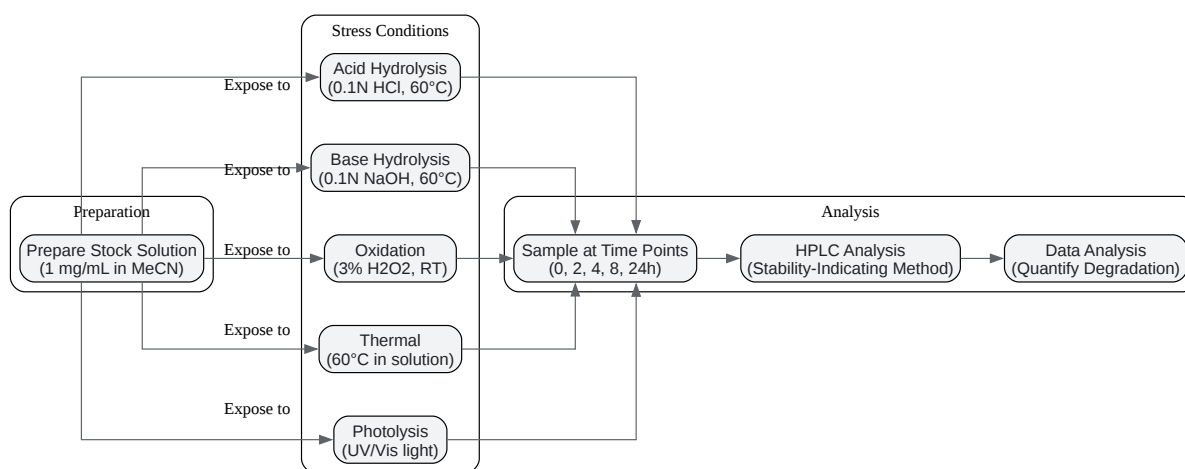 Stress Conditions
Acid Hydrolysis
(0.1N HCl, 60°C)
Expose to
Base Hydrolysis
(0.1N NaOH, 60°C)
Expose to
Preparation
Prepare Stock Solution
(1 mg/mL in MeCN)
Expose to
Oxidation
(3% H2O2, RT)
Analysis
Sample at Time Points
(0, 2, 4, 8, 24h)
HPLC Analysis
(Stability-Indicating Method)
Data Analysis
(Quantify Degradation)
Expose to
Thermal
(60°C in solution)
Expose to
Photolysis
(UV/Vis light)